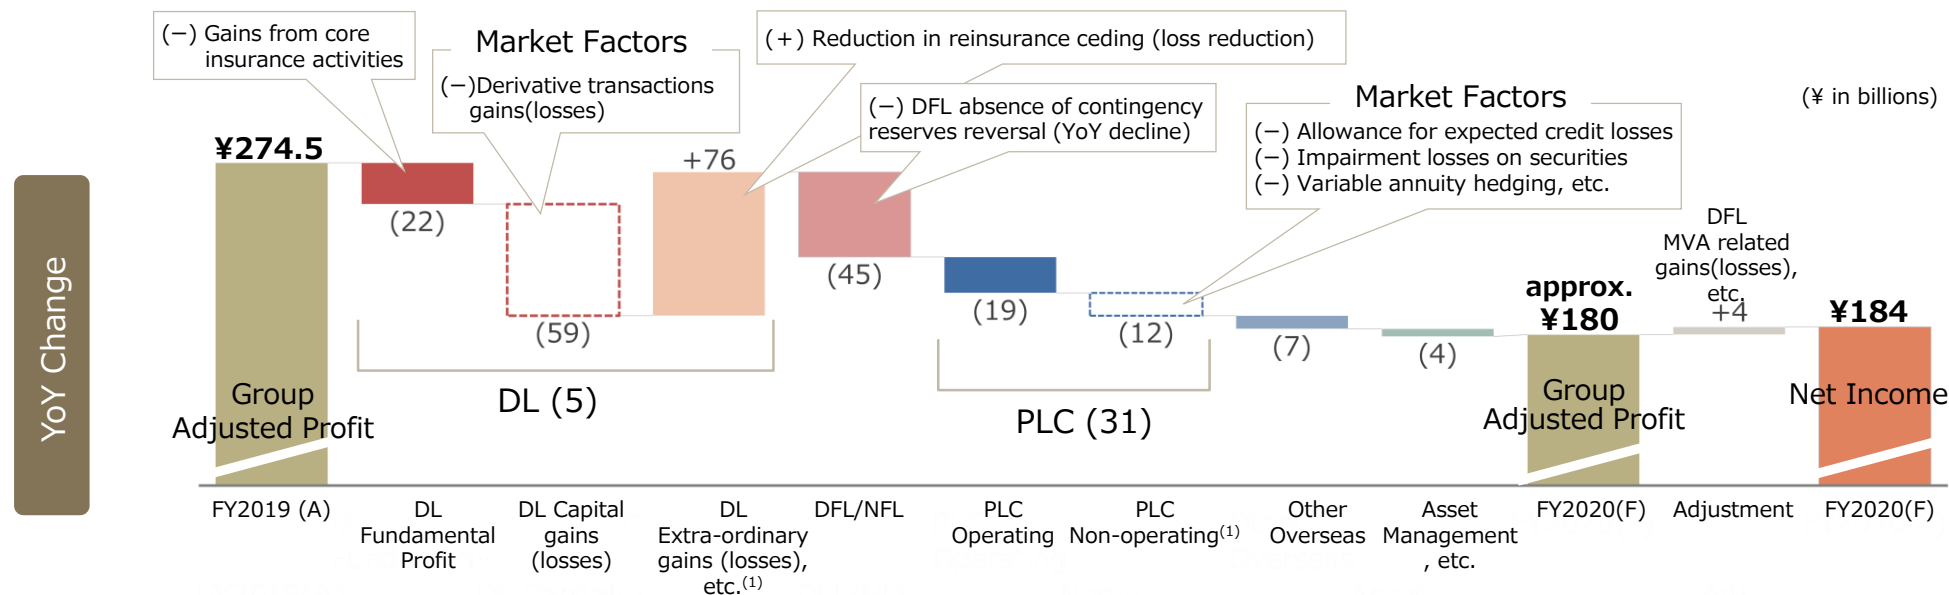 YoY Change
(−) Gains from core
insurance activities
Market Factors
(−)Derivative transactions
gains(losses)
(+) Reduction in reinsurance ceding (loss reduction)
(−) DFL absence of contingency
reserves reversal (YoY decline)
Market Factors
(−) Allowance for expected credit losses
(−) Impairment losses on securities
(−) Variable annuity hedging, etc.
(¥ in billions)
¥274.5
(22)
(59)
+76
(45)
(19)
(12)
(7)
(4)
approx.
¥180
DFL
MVA related
gains(losses),
etc.
+4
¥184
Group
Adjusted Profit
DL (5)
PLC (31)
Group
Adjusted Profit
Net Income
FY2019 (A)
DL
Fundamental
Profit
DL Capital
gains
(losses)
DL
Extra-ordinary
gains (losses),
etc.(1)
DFL/NFL
PLC
Operating
PLC
Non-operating(1)
Other
Overseas
Asset
Management
, etc.
FY2020(F)
Adjustment
FY2020(F)